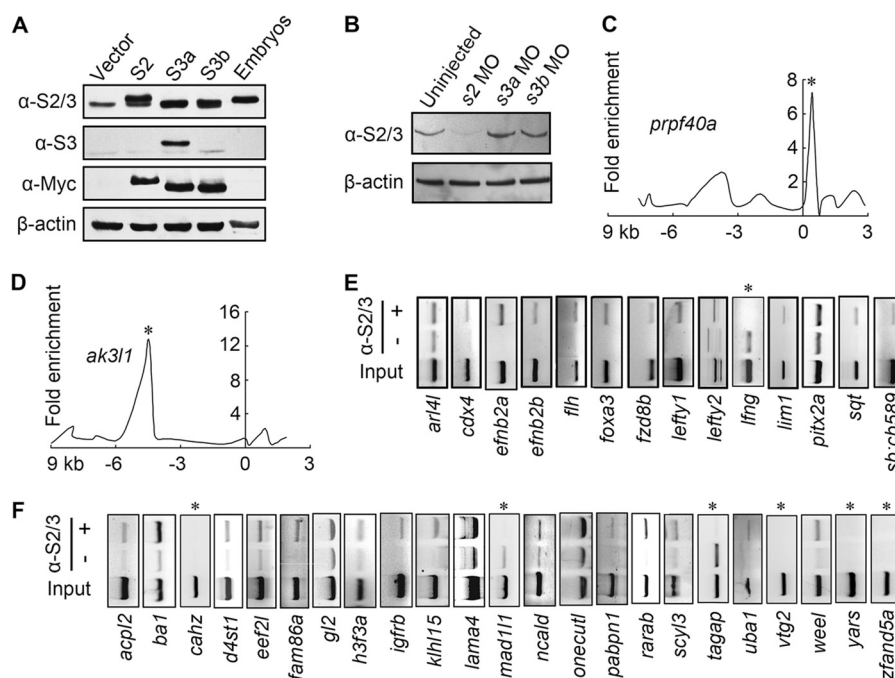 A
Vector
S2
S3a
S3b
Embryos
α-S2/3
α-S3
α-Myc
β-actin
B
Uninjected
s2 MO
s3a MO
s3b MO
α-S2/3
β-actin
C
Fold enrichment
prpf40a
*
8
6
4
2
9 kb -6 -3 0 3
D
Fold enrichment
ak3l1
*
16
12
8
4
9 kb -6 -3 0 3
E
*
α-S2/3
+
-
Input
arl4l
cdx4
efnb2a
efnb2b
flh
foxa3
fzd8b
lefty1
lefty2
lfng
lim1
pitx2a
sqt
sb:cb589
F
* * * * * *
α-S2/3
+
-
Input
acpl2
ba1
cahz
d4st1
eef2l
fam86a
gl2
h3f3a
igfrb
klhl15
lama4
mad1l1
ncald
onecutl
pabpn1
rarab
scyl3
tagap
uba1
vtg2
weel
yars
zfand5a